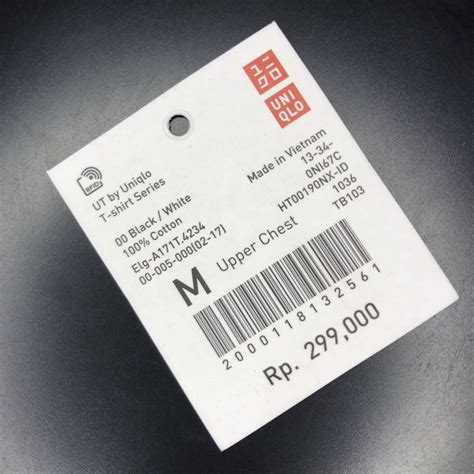 ユニ
クロ
UNI
QLO
RFID
UT by Uniqlo
T-shirt Series
Made in Vietnam
13-34-
0NI67C
00 Black / White
100% Cotton
Elg-A171T.4234
00-005-000(02-17)
HT00190NX-ID
1036
TB103
M Upper Chest
2000118132561
Rp. 299,000